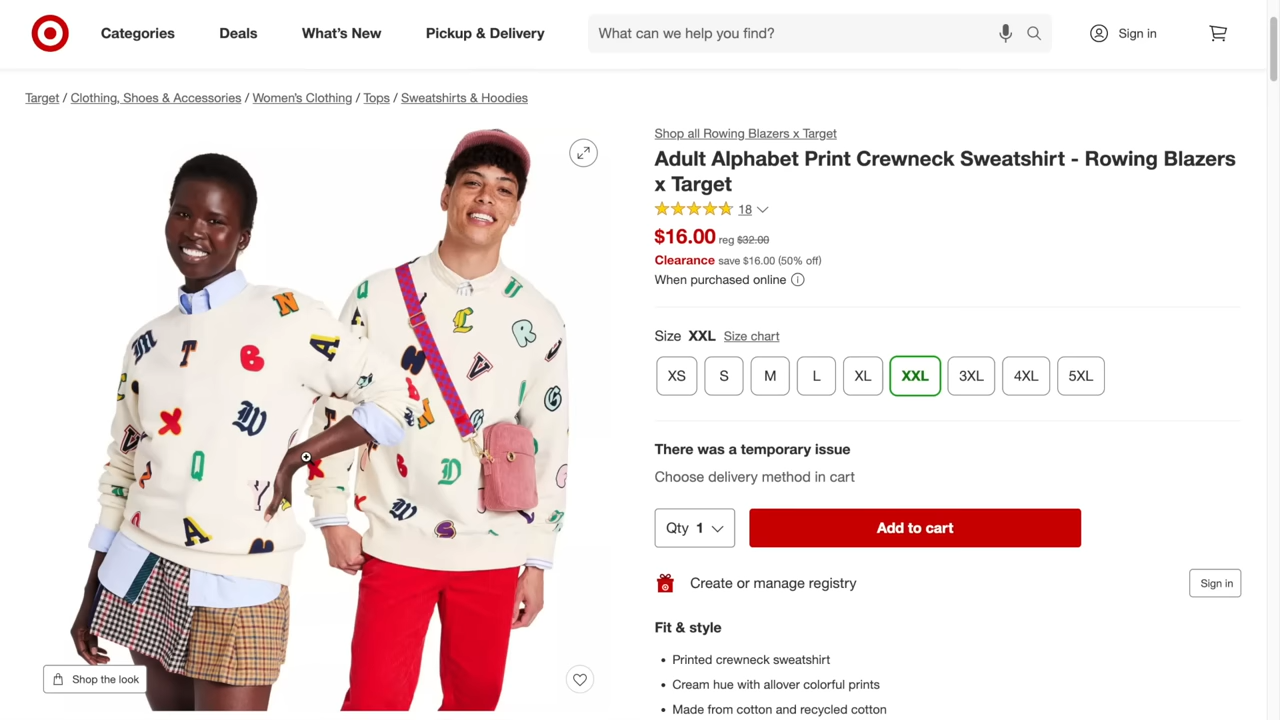 Categories
Deals
What's New
Pickup & Delivery
What can we help you find?
Sign in
Target / Clothing, Shoes & Accessories / Women's Clothing / Tops / Sweatshirts & Hoodies
Shop all Rowing Blazers x Target
Adult Alphabet Print Crewneck Sweatshirt - Rowing Blazers
x Target
18
$16.00 reg $32.00
Clearance save $16.00 (50% off)
When purchased online
Size XXL Size chart
XS
S
M
L
XL
XXL
3XL
4XL
5XL
There was a temporary issue
Choose delivery method in cart
Qty 1
Add to cart
Create or manage registry
Sign in
Fit & style
• Printed crewneck sweatshirt
• Cream hue with allover colorful prints
• Made from cotton and recycled cotton
Shop the look